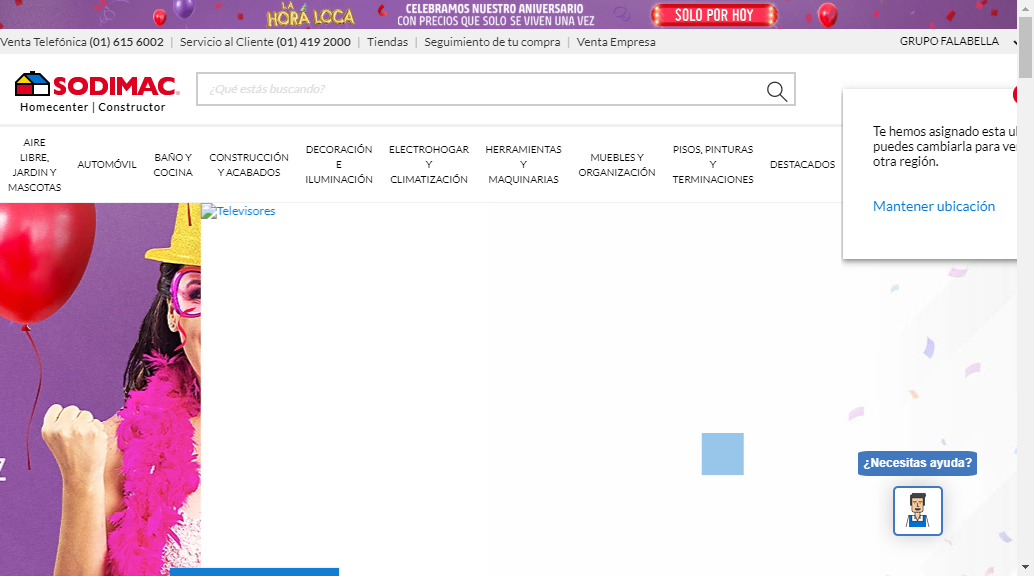 LA
HORA LOCA
CELEBRAMOS NUESTRO ANIVERSARIO
CON PRECIOS QUE SOLO SE VIVEN UNA VEZ
SOLO POR HOY
Venta Telefónica (01) 615 6002 | Servicio al Cliente (01) 419 2000 | Tiendas | Seguimiento de tu compra | Venta Empresa
GRUPO FALABELLA
SODIMAC
Homecenter | Constructor
¿Qué estás buscando?
Te hemos asignado esta
puedes cambiarla para
otra región.
Mantener ubicación
AIRE
LIBRE,
JARDIN Y
MASCOTAS
AUTOMÓVIL
BAÑO Y
COCINA
CONSTRUCCIÓN
Y ACABADOS
DECORACIÓN
E
ILUMINACIÓN
ELECTROHOGAR
Y
CLIMATIZACIÓN
HERRAMIENTAS
Y
MAQUINARIAS
MUEBLES Y
ORGANIZACIÓN
PISOS, PINTURAS
Y
TERMINACIONES
DESTACADOS
Televisores
¿Necesitas ayuda?